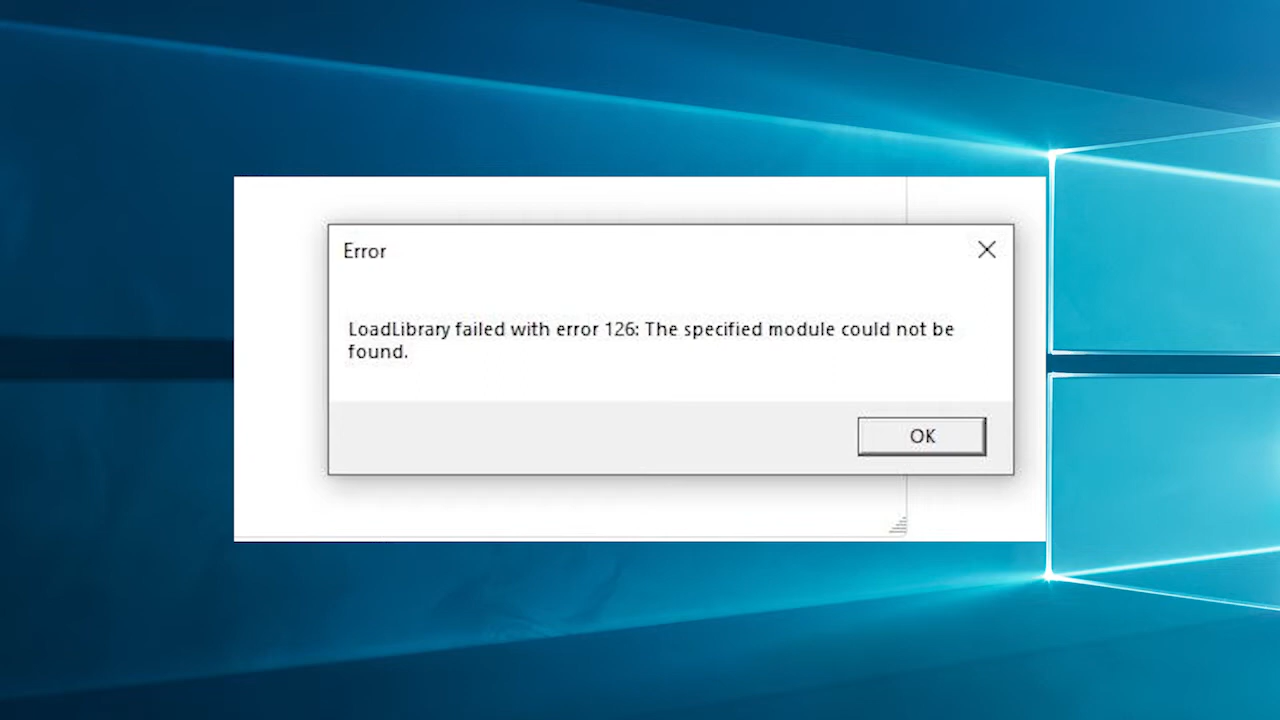 Error
LoadLibrary failed with error 126: The specified module could not be
found.
OK